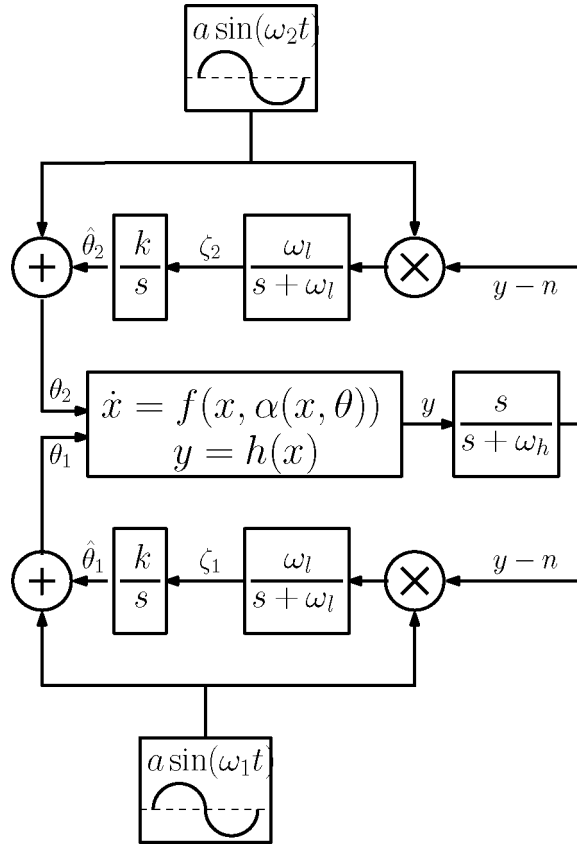 a sin(ω₂t)
θ̂₂
k
s
ζ₂
ω_l
s + ω_l
y − n
+
×
θ₂
θ₁
ẋ = f(x, α(x, θ))
y = h(x)
y
s
s + ω_h
θ̂₁
k
s
ζ₁
ω_l
s + ω_l
y − n
+
×
a sin(ω₁t)